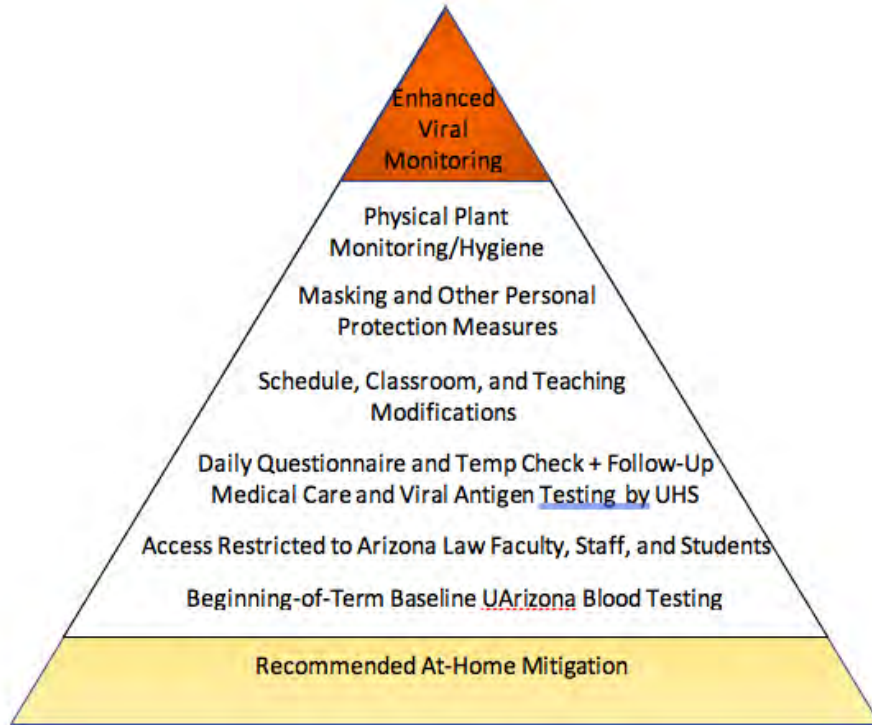 Enhanced
Viral
Monitoring
Physical Plant
Monitoring/Hygiene
Masking and Other Personal
Protection Measures
Schedule, Classroom, and Teaching
Modifications
Daily Questionnaire and Temp Check + Follow-Up
Medical Care and Viral Antigen Testing by UHS
Access Restricted to Arizona Law Faculty, Staff, and Students
Beginning-of-Term Baseline UArizona Blood Testing
Recommended At-Home Mitigation